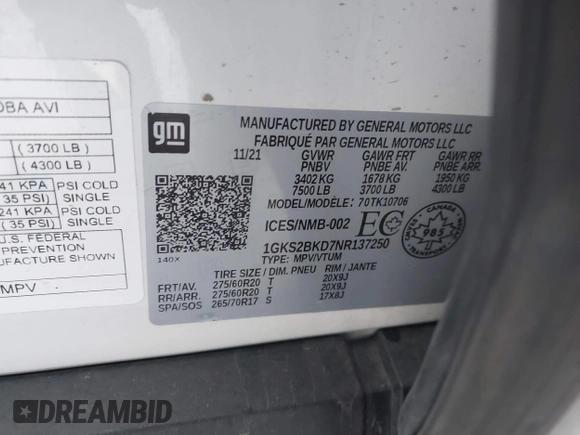 OBA AVI
( 3700 LB )
( 4300 LB )
41 KPA PSI COLD
( 35 PSI ) SINGLE
241 KPA PSI COLD
( 35 PSI ) SINGLE
U.S. FEDERAL
PREVENTION
MANUFACTURE SHOWN
MPV
gm
140X
MANUFACTURED BY GENERAL MOTORS LLC
FABRIQUÉ PAR GENERAL MOTORS LLC
11/21 GVWR GAWR FRT GAWR RR
PNBV PNBE AV. PNBE ARR.
3402 KG 1678 KG 1950 KG
7500 LB 3700 LB 4300 LB
MODEL/MODÈLE: 70TK10706
ICES/NMB-002 EC
CANADA
985
1GKS2BKD7NR137250
TYPE: MPV/VTUM
TIRE SIZE / DIM. PNEU RIM / JANTE
FRT/AV. 275/60R20 T 20X9J
RR/ARR. 275/60R20 T 20X9J
SPA/SOS 265/70R17 S 17X8J
DREAMBID